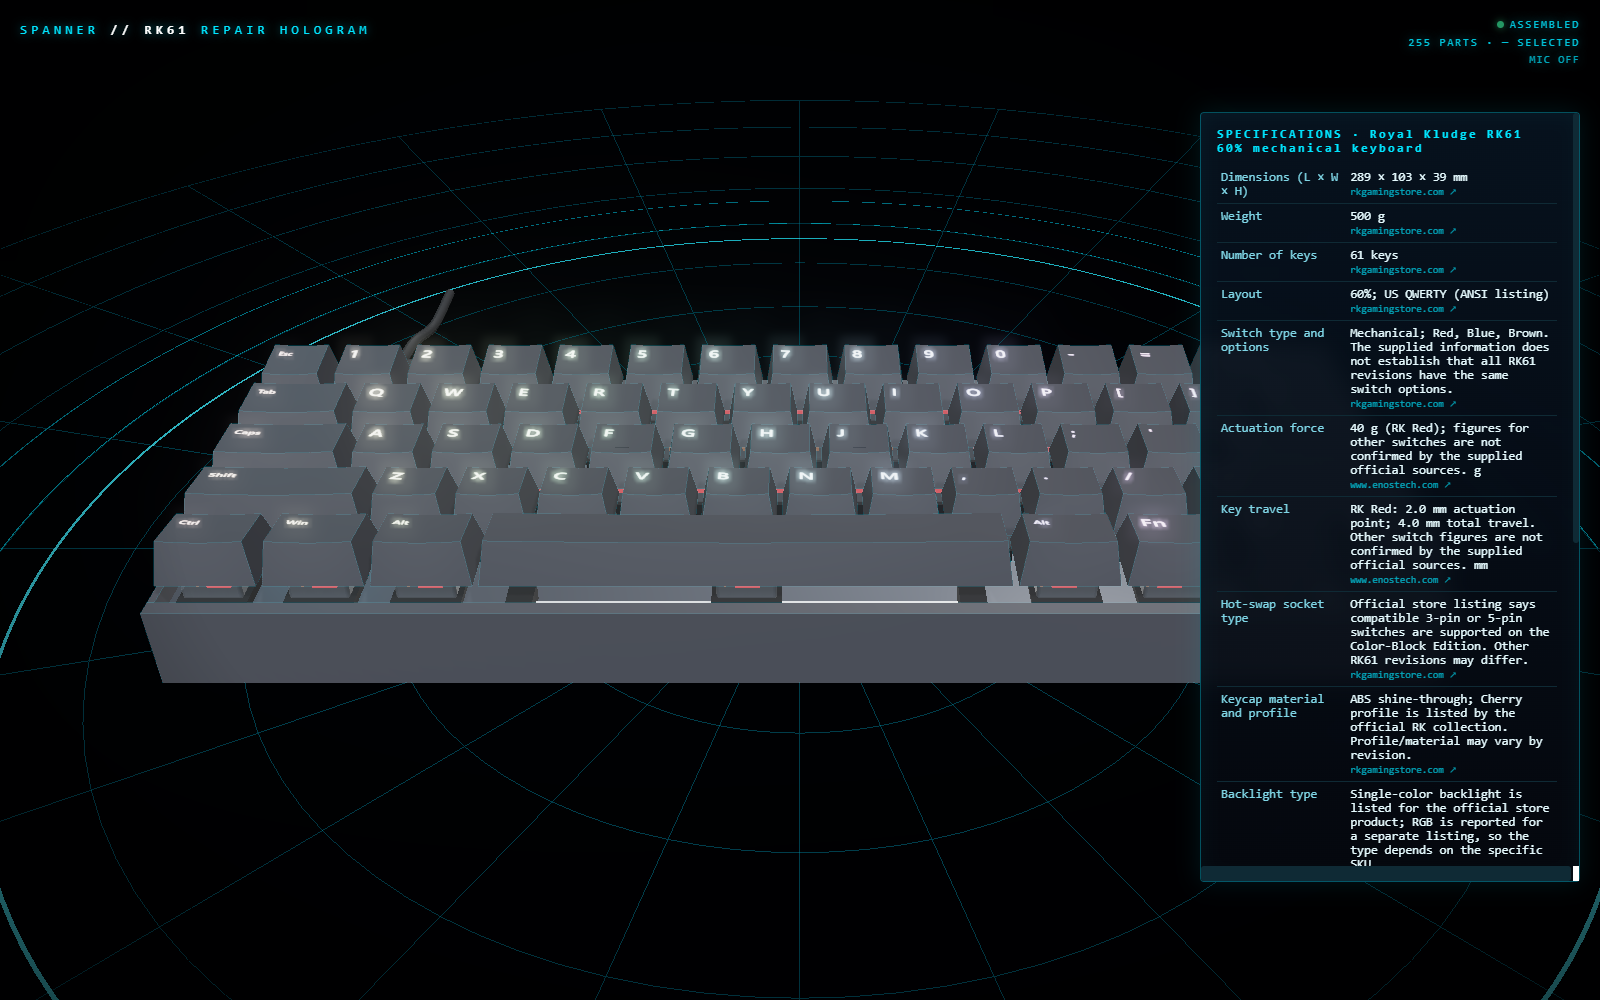 SPANNER // RK61 REPAIR HOLOGRAM
ASSEMBLED
255 PARTS · — SELECTED
MIC OFF
SPECIFICATIONS · Royal Kludge RK61
60% mechanical keyboard
Dimensions (L × W × H)
289 × 103 × 39 mm
rkgamingstore.com ↗
Weight
500 g
rkgamingstore.com ↗
Number of keys
61 keys
rkgamingstore.com ↗
Layout
60%; US QWERTY (ANSI listing)
rkgamingstore.com ↗
Switch type and
options
Mechanical; Red, Blue, Brown.
The supplied information does
not establish that all RK61
revisions have the same
switch options.
rkgamingstore.com ↗
Actuation force
40 g (RK Red); figures for
other switches are not
confirmed by the supplied
official sources. g
www.enostech.com ↗
Key travel
RK Red: 2.0 mm actuation
point; 4.0 mm total travel.
Other switch figures are not
confirmed by the supplied
official sources. mm
www.enostech.com ↗
Hot-swap socket
type
Official store listing says
compatible 3-pin or 5-pin
switches are supported on the
Color-Block Edition. Other
RK61 revisions may differ.
rkgamingstore.com ↗
Keycap material
and profile
ABS shine-through; Cherry
profile is listed by the
official RK collection.
Profile/material may vary by
revision.
rkgamingstore.com ↗
Backlight type
Single-color backlight is
listed for the official store
product; RGB is reported for
a separate listing, so the
type depends on the specific
SKU
Esc 1 2 3 4 5 6 7 8 9 0 - =
Tab Q W E R T Y U I O P [ ]
Caps A S D F G H J K L ; '
Shift Z X C V B N M , . /
Ctrl Win Alt Alt Fn